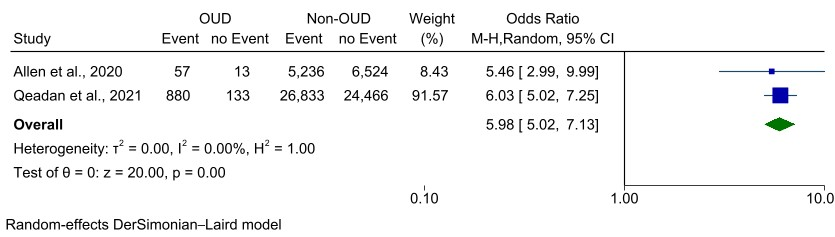 OUD Non-OUD Weight Odds Ratio
Study Event no Event Event no Event (%) M-H,Random, 95% CI
Allen et al., 2020 57 13 5,236 6,524 8.43 5.46 [ 2.99, 9.99]
Qeadan et al., 2021 880 133 26,833 24,466 91.57 6.03 [ 5.02, 7.25]
Overall 5.98 [ 5.02, 7.13]
Heterogeneity: τ² = 0.00, I² = 0.00%, H² = 1.00
Test of θ = 0: z = 20.00, p = 0.00
0.10 1.00 10.0
Random-effects DerSimonian–Laird model